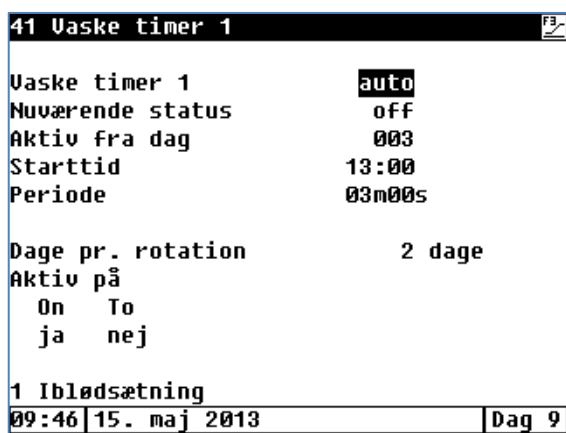 41 Vaske timer 1 F3
Vaske timer 1 auto
Nuværende status off
Aktiv fra dag 003
Starttid 13:00
Periode 03m00s
Dage pr. rotation 2 dage
Aktiv på
On To
ja nej
1 Iblødsætning
09:46 15. maj 2013 Dag 9